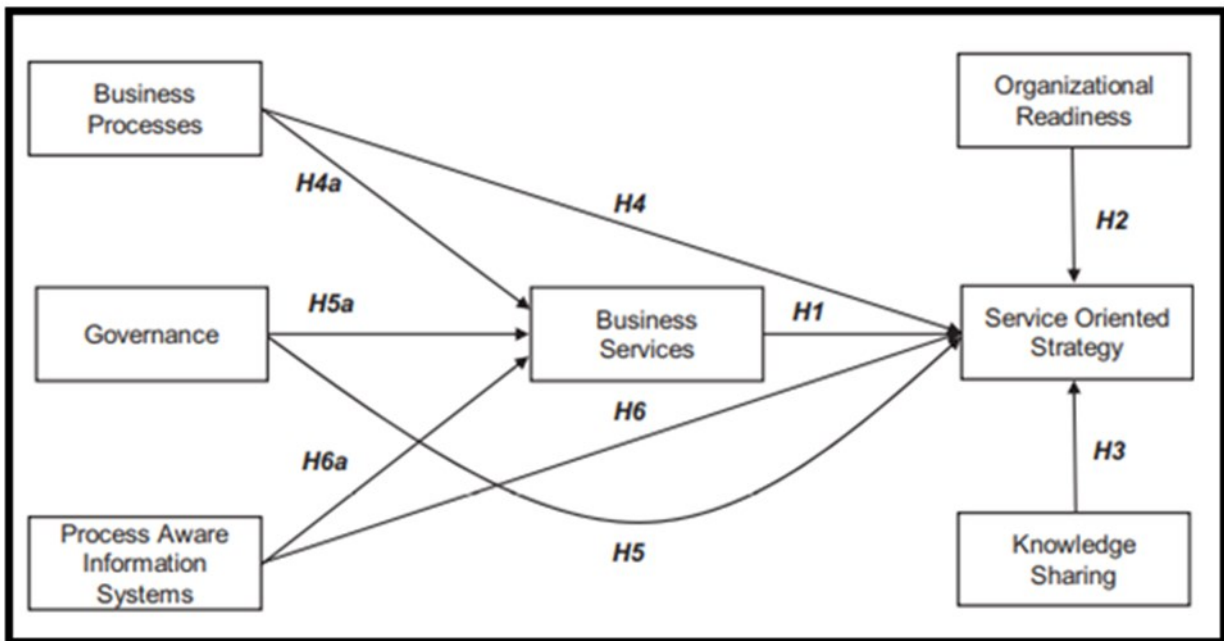 Business
Processes
Organizational
Readiness
H4a
H4
H2
Governance
H5a
Business
Services
H1
Service Oriented
Strategy
H6
H6a
H3
Process Aware
Information
Systems
H5
Knowledge
Sharing